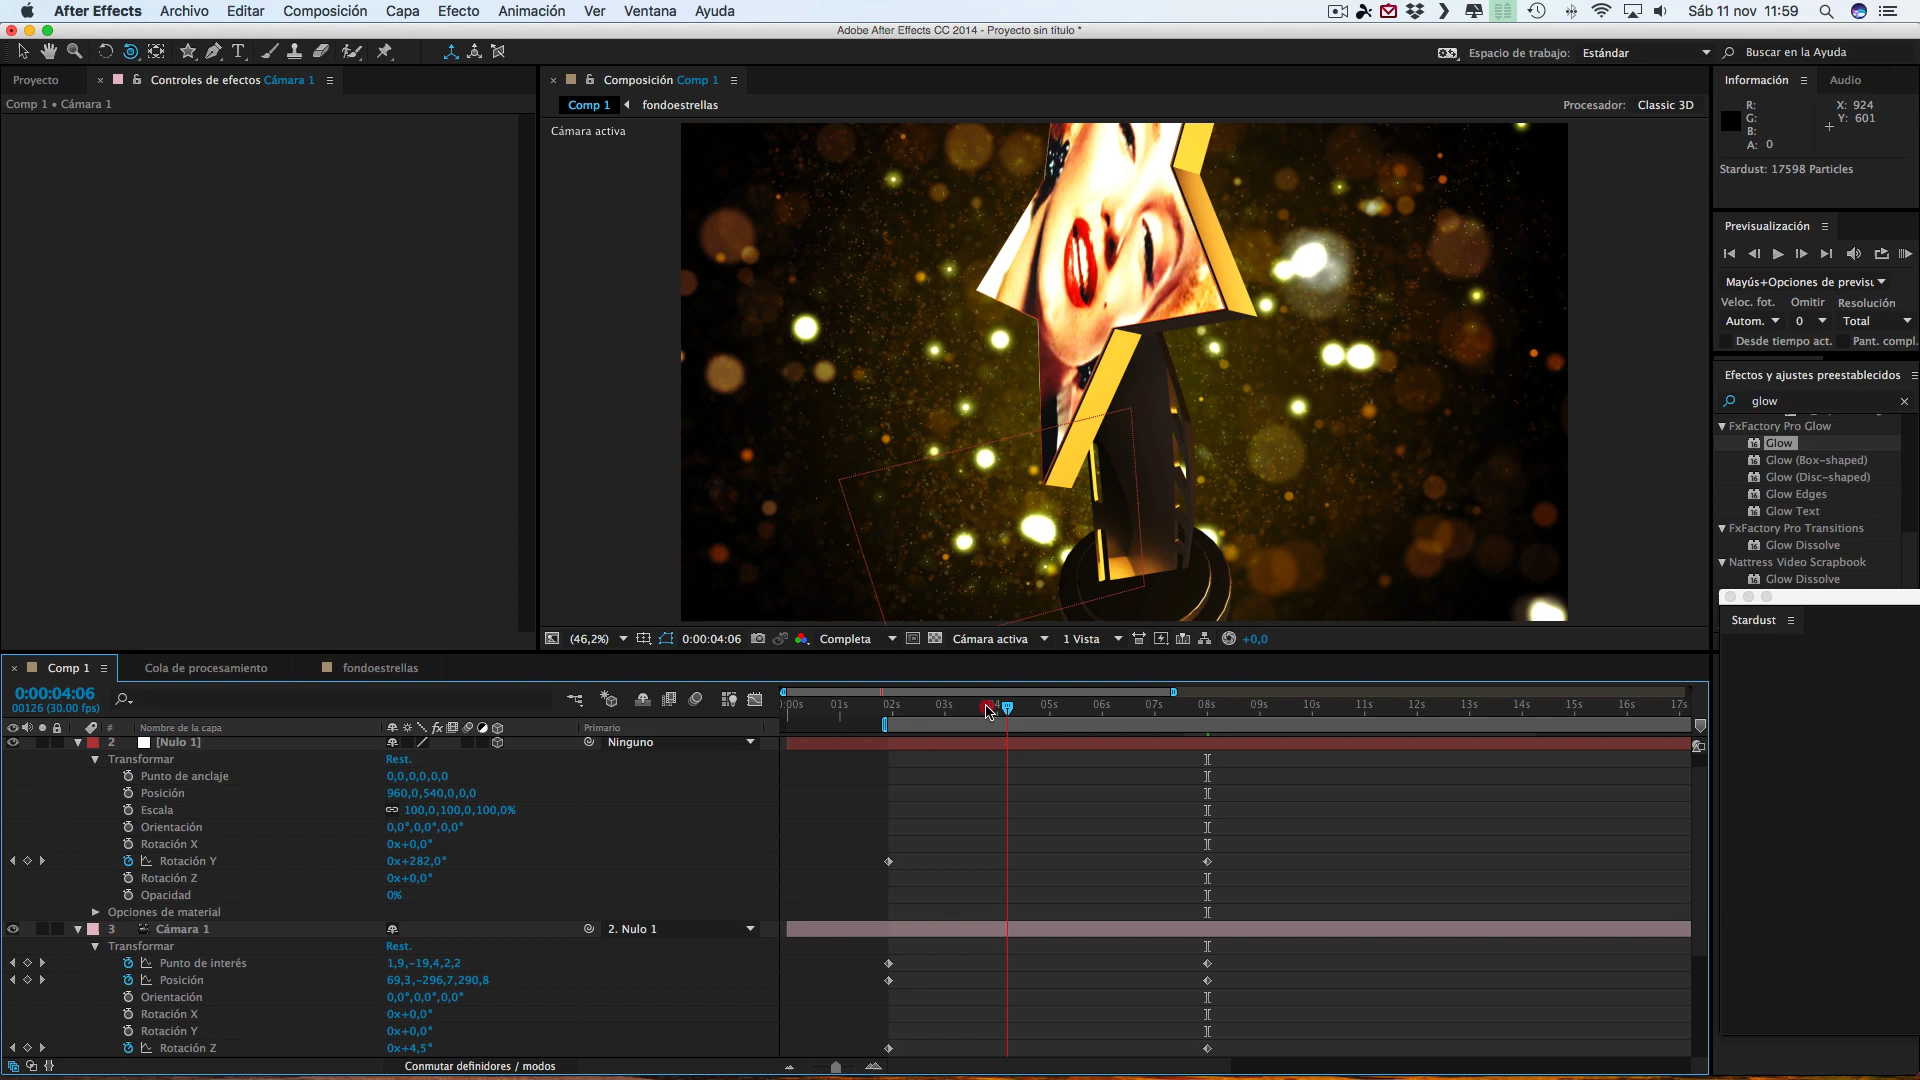 After Effects Archivo Editar Composición Capa Efecto Animación Ver Ventana Ayuda
Sáb 11 nov 11:59
Adobe After Effects CC 2014 - Proyecto sin título *
Espacio de trabajo: Estándar
Buscar en la Ayuda
Proyecto
Controles de efectos Cámara 1
Comp 1 • Cámara 1
Composición Comp 1
Comp 1 fondoestrellas
Procesador: Classic 3D
Cámara activa
(46,2%) 0:00:04:06 Completa Cámara activa 1 Vista +0,0
Información Audio
R: X: 924
G: Y: 601
B:
A: 0
Stardust: 17598 Particles
Previsualización
Mayús+Opciones de previsu
Veloc. fot. Omitir Resolución
Autom. 0 Total
Desde tiempo act. Pant. compl.
Efectos y ajustes preestablecidos
glow
FxFactory Pro Glow
Glow
Glow (Box-shaped)
Glow (Disc-shaped)
Glow Edges
Glow Text
FxFactory Pro Transitions
Glow Dissolve
Nattress Video Scrapbook
Glow Dissolve
Stardust
Comp 1 Cola de procesamiento fondoestrellas
0:00:04:06
00126 (30.00 fps)
0:00s 01s 02s 03s 05s 06s 07s 08s 09s 10s 11s 12s 13s 14s 15s 16s 17s
# Nombre de la capa fx Primario
2 [Nulo 1] Ninguno
Transformar Rest.
Punto de anclaje 0,0,0,0,0,0
Posición 960,0,540,0,0,0
Escala 100,0,100,0,100,0%
Orientación 0,0°,0,0°,0,0°
Rotación X 0x+0,0°
Rotación Y 0x+282,0°
Rotación Z 0x+0,0°
Opacidad 0%
Opciones de material
3 Cámara 1 2. Nulo 1
Transformar Rest.
Punto de interés 1,9,-19,4,2,2
Posición 69,3,-296,7,290,8
Orientación 0,0°,0,0°,0,0°
Rotación X 0x+0,0°
Rotación Y 0x+0,0°
Rotación Z 0x+4,5°
Conmutar definidores / modos